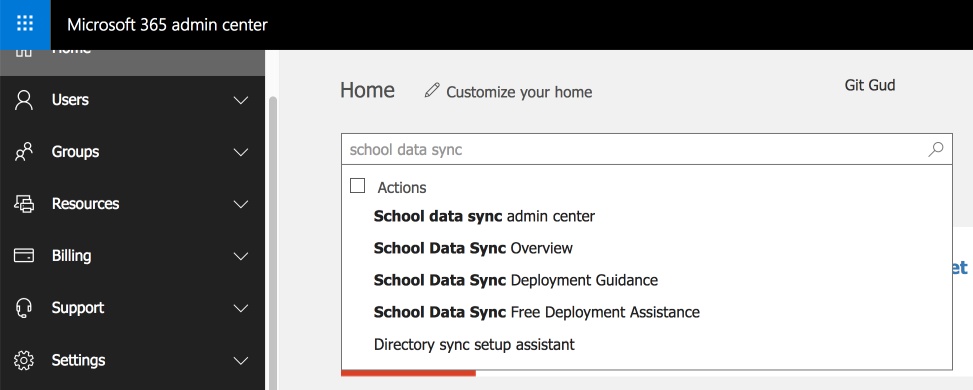 Microsoft 365 admin center
Home
Users
Groups
Resources
Billing
Support
Settings
Home
Customize your home
Git Gud
school data sync
Actions
School data sync admin center
School Data Sync Overview
School Data Sync Deployment Guidance
School Data Sync Free Deployment Assistance
Directory sync setup assistant
et